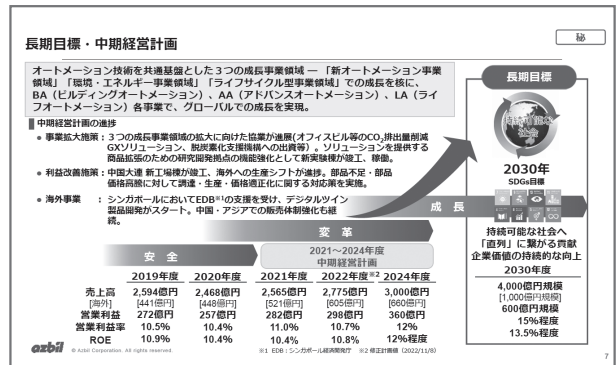 長期目標・中期経営計画
秘
オートメーション技術を共通基盤とした３つの成長事業領域 ― 「新オートメーション事業
領域」「環境・エネルギー事業領域」「ライフサイクル型事業領域」での成長を核に、
BA（ビルディングオートメーション）、AA（アドバンスオートメーション）、LA（ライ
フオートメーション）各事業で、グローバルでの成長を実現。
中期経営計画の進捗
● 事業拡大施策：３つの成長事業領域の拡大に向けた協業が進展(オフィスビル等のCO₂排出量削減
GXソリューション、脱炭素化支援機構への出資等）。ソリューションを提供する
商品拡張のための研究開発拠点の機能強化として新実験棟が竣工、稼働。
● 利益改善施策：中国大連 新工場棟が竣工、海外への生産シフトが進捗。部品不足・部品
価格高騰に対して調達・生産・価格適正化に関する対応策を実施。
● 海外事業 ：シンガポールにおいてEDB※1の支援を受け、デジタルツイン
製品開発がスタート。中国・アジアでの販売体制強化も継
続。
安 全
変 革
成 長
2021～2024年度
中期経営計画
2019年度 2020年度 2021年度 2022年度※2 2024年度
売上高 2,594億円 2,468億円 2,565億円 2,775億円 3,000億円
[海外] [441億円] [448億円] [521億円] [605億円] [660億円]
営業利益 272億円 257億円 282億円 298億円 360億円
営業利益率 10.5% 10.4% 11.0% 10.7% 12%
ROE 10.9% 10.4% 10.4% 10.8% 12%程度
長期目標
持続可能な
社会
2030年
SDGs目標
持続可能な社会へ
「直列」に繋がる貢献
企業価値の持続的な向上
2030年度
4,000億円規模
[1,000億円規模]
600億円規模
15%程度
13.5%程度
azbil © Azbil Corporation. All rights reserved.
※1 EDB：シンガポール経済開発庁 ※2 修正計画値（2022/11/8）
7